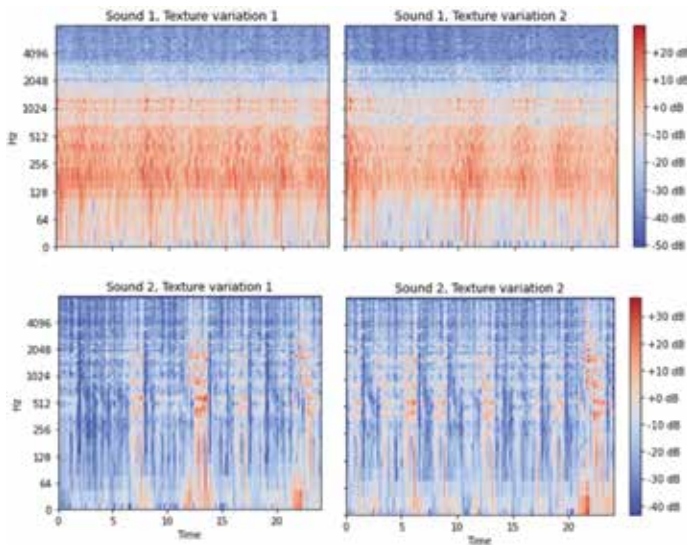 Sound 1, Texture variation 1
Sound 1, Texture variation 2
4096
2048
1024
512
256
128
64
0
Hz
+20 dB
+10 dB
+0 dB
-10 dB
-20 dB
-30 dB
-40 dB
-50 dB
Sound 2, Texture variation 1
Sound 2, Texture variation 2
4096
2048
1024
512
256
128
64
0
Hz
0
5
10
15
20
Time
0
5
10
15
20
Time
+30 dB
+20 dB
+10 dB
+0 dB
-10 dB
-20 dB
-30 dB
-40 dB